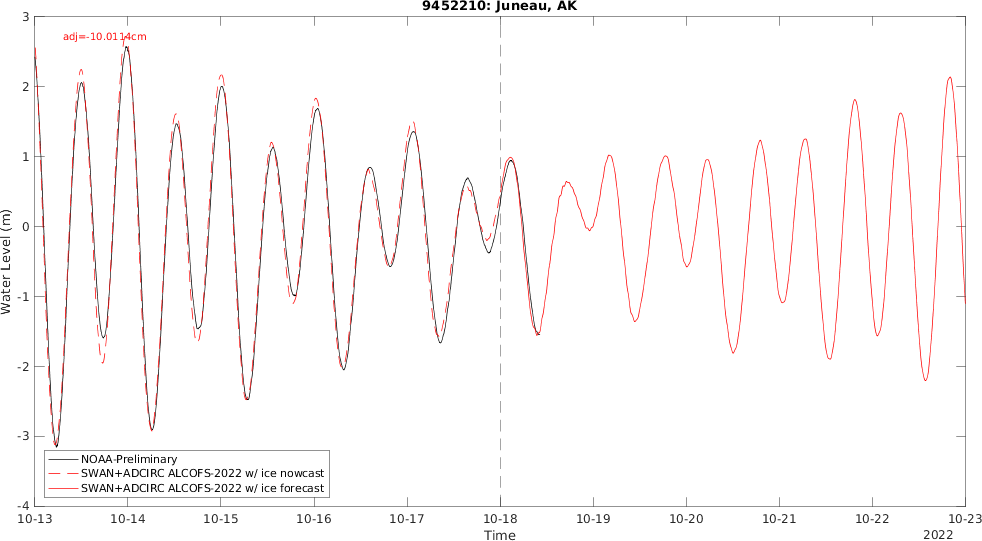 9452210: Juneau, AK
adj=-10.0114cm
3
2
1
0
-1
-2
-3
-4
Water Level (m)
NOAA-Preliminary
SWAN+ADCIRC ALCOFS-2022 w/ ice nowcast
SWAN+ADCIRC ALCOFS-2022 w/ ice forecast
10-13 10-14 10-15 10-16 10-17 10-18 10-19 10-20 10-21 10-22 10-23
Time
2022